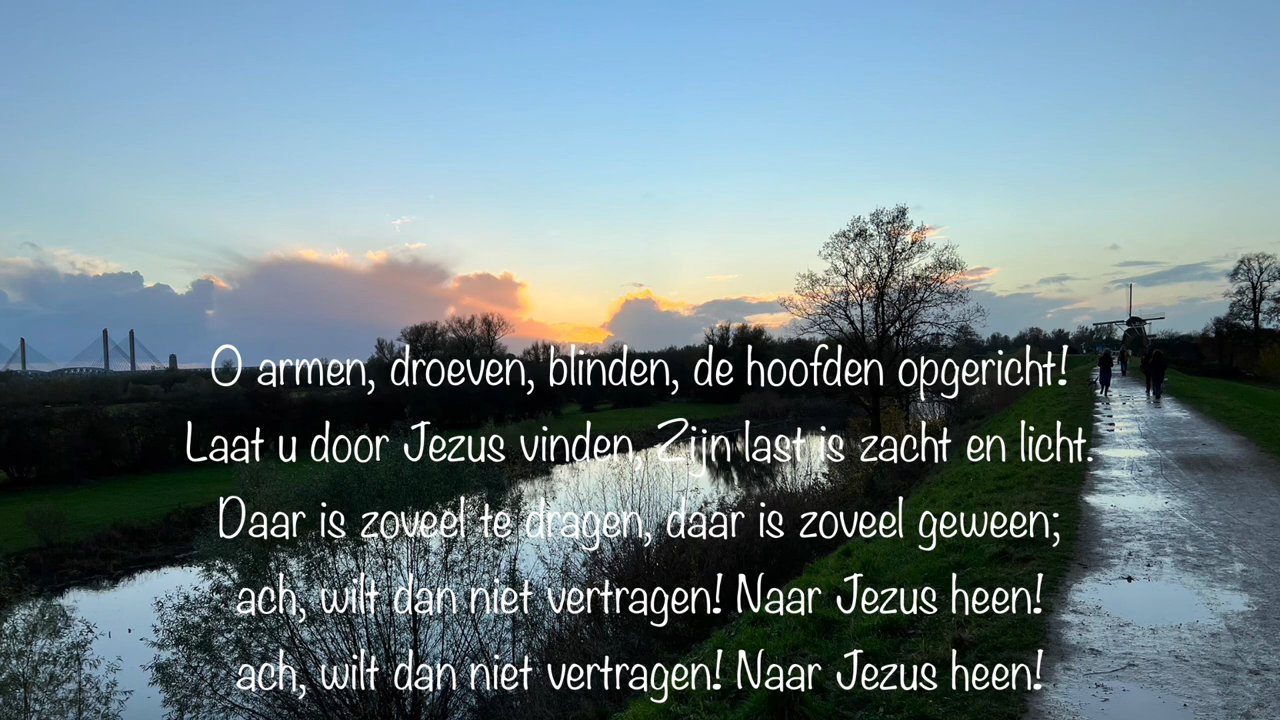 O armen, droeven, blinden, de hoofden opgericht!
Laat u door Jezus vinden, Zijn last is zacht en licht.
Daar is zoveel te dragen, daar is zoveel geween;
ach, wilt dan niet vertragen! Naar Jezus heen!
ach, wilt dan niet vertragen! Naar Jezus heen!